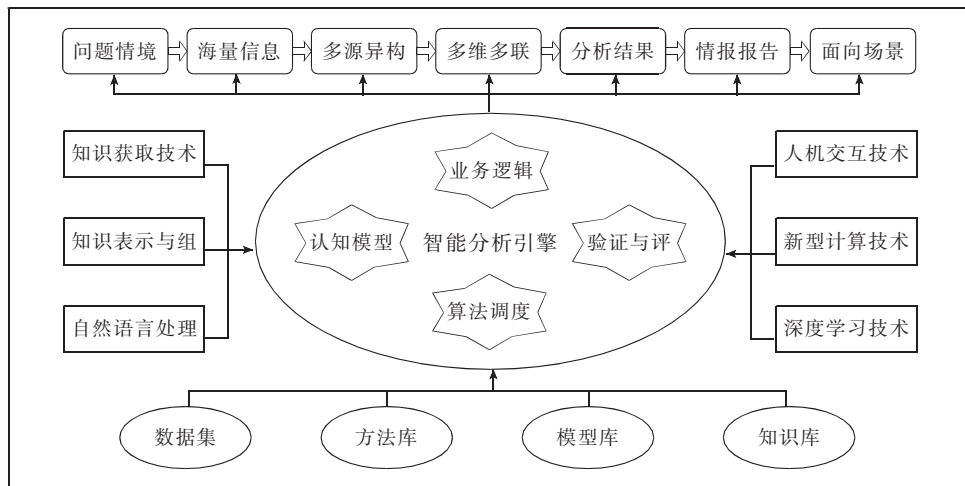 问题情境 海量信息 多源异构 多维多联 分析结果 情报报告 面向场景
知识获取技术
知识表示与组
自然语言处理
业务逻辑
认知模型 智能分析引擎 验证与评
算法调度
人机交互技术
新型计算技术
深度学习技术
数据集 方法库 模型库 知识库